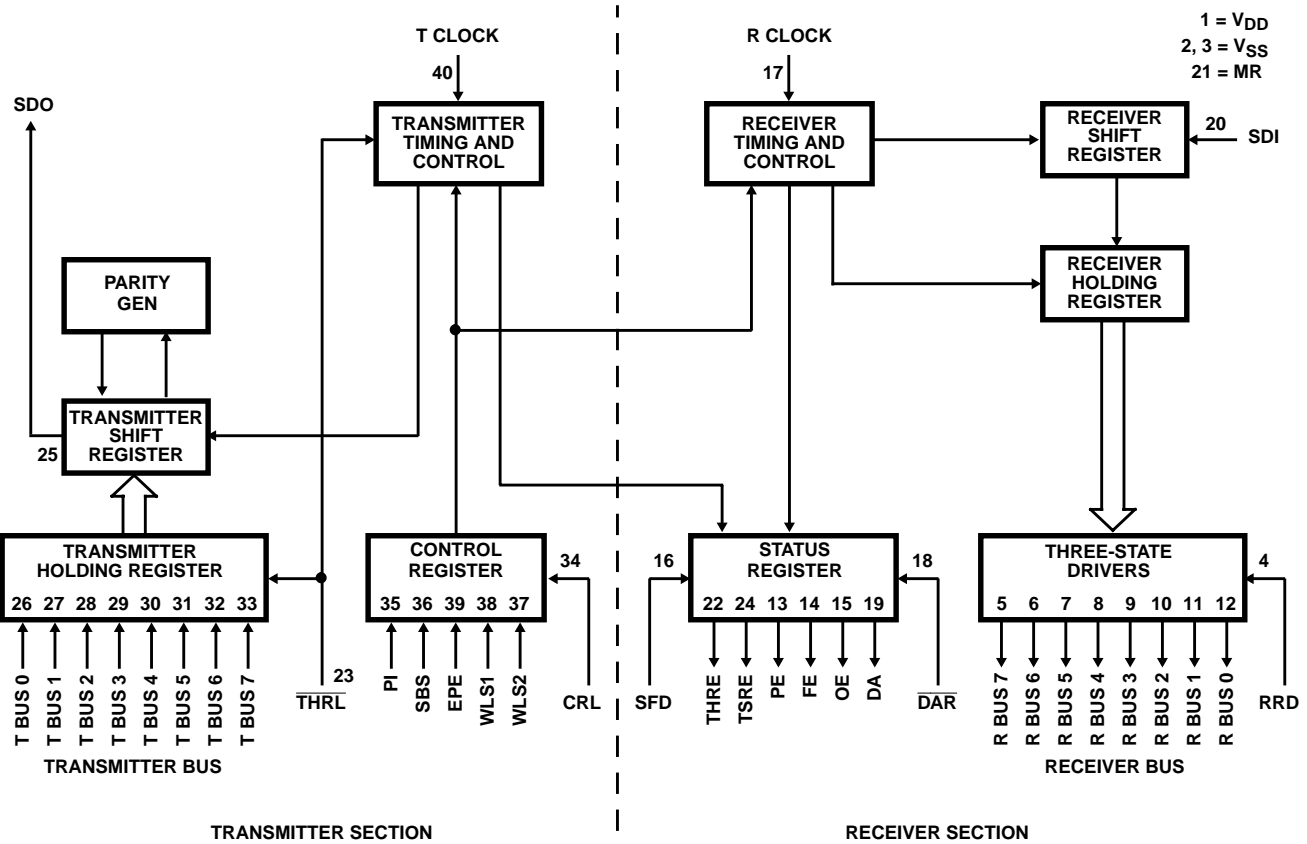 T CLOCK
R CLOCK
1 = VDD
2, 3 = VSS
21 = MR
40
17
SDO
TRANSMITTER
TIMING AND
CONTROL
RECEIVER
TIMING AND
CONTROL
RECEIVER
SHIFT
REGISTER
20
SDI
PARITY
GEN
RECEIVER
HOLDING
REGISTER
TRANSMITTER
SHIFT
REGISTER
25
TRANSMITTER
HOLDING REGISTER
26 27 28 29 30 31 32 33
CONTROL
REGISTER
35 36 39 38 37
34
16
STATUS
REGISTER
22 24 13 14 15 19
18
THREE-STATE
DRIVERS
5 6 7 8 9 10 11 12
4
T BUS 0
T BUS 1
T BUS 2
T BUS 3
T BUS 4
T BUS 5
T BUS 6
T BUS 7
23
THRL
PI
SBS
EPE
WLS1
WLS2
CRL
SFD
THRE
TSRE
PE
FE
OE
DA
DAR
R BUS 7
R BUS 6
R BUS 5
R BUS 4
R BUS 3
R BUS 2
R BUS 1
R BUS 0
RRD
TRANSMITTER BUS
RECEIVER BUS
TRANSMITTER SECTION
RECEIVER SECTION